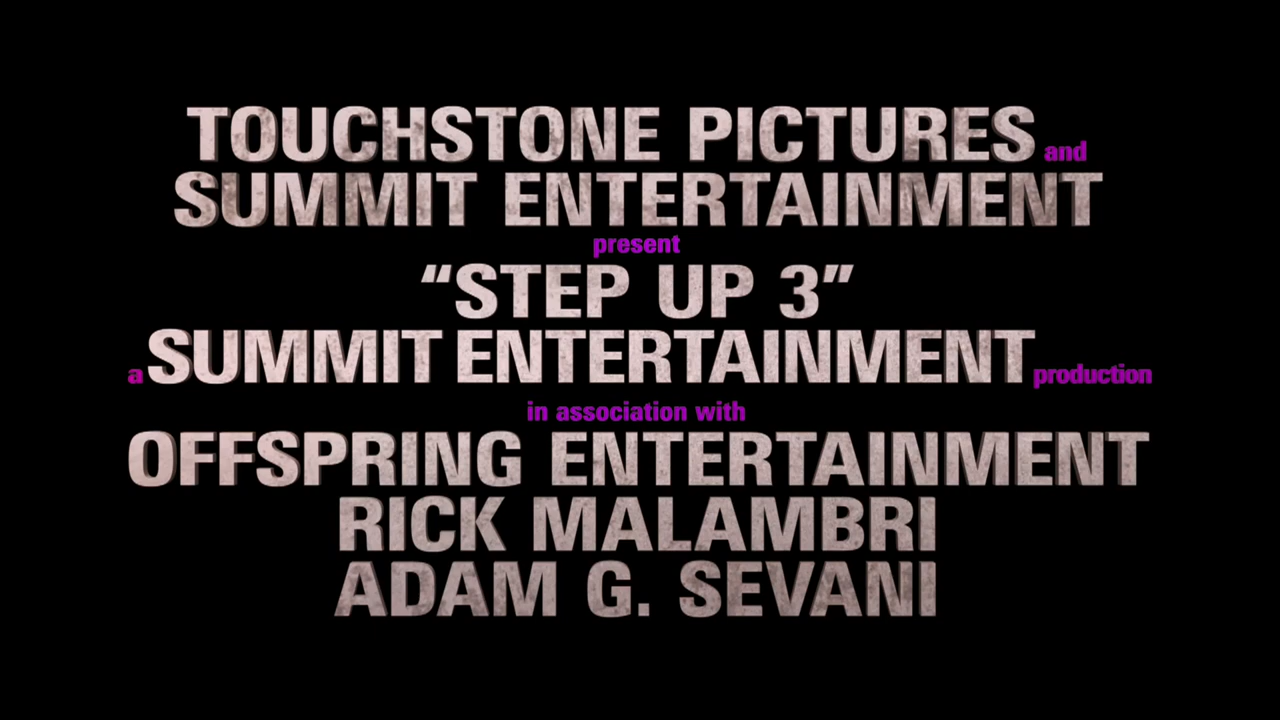 TOUCHSTONE PICTURES and
SUMMIT ENTERTAINMENT
present
“STEP UP 3”
a SUMMIT ENTERTAINMENT production
in association with
OFFSPRING ENTERTAINMENT
RICK MALAMBRI
ADAM G. SEVANI